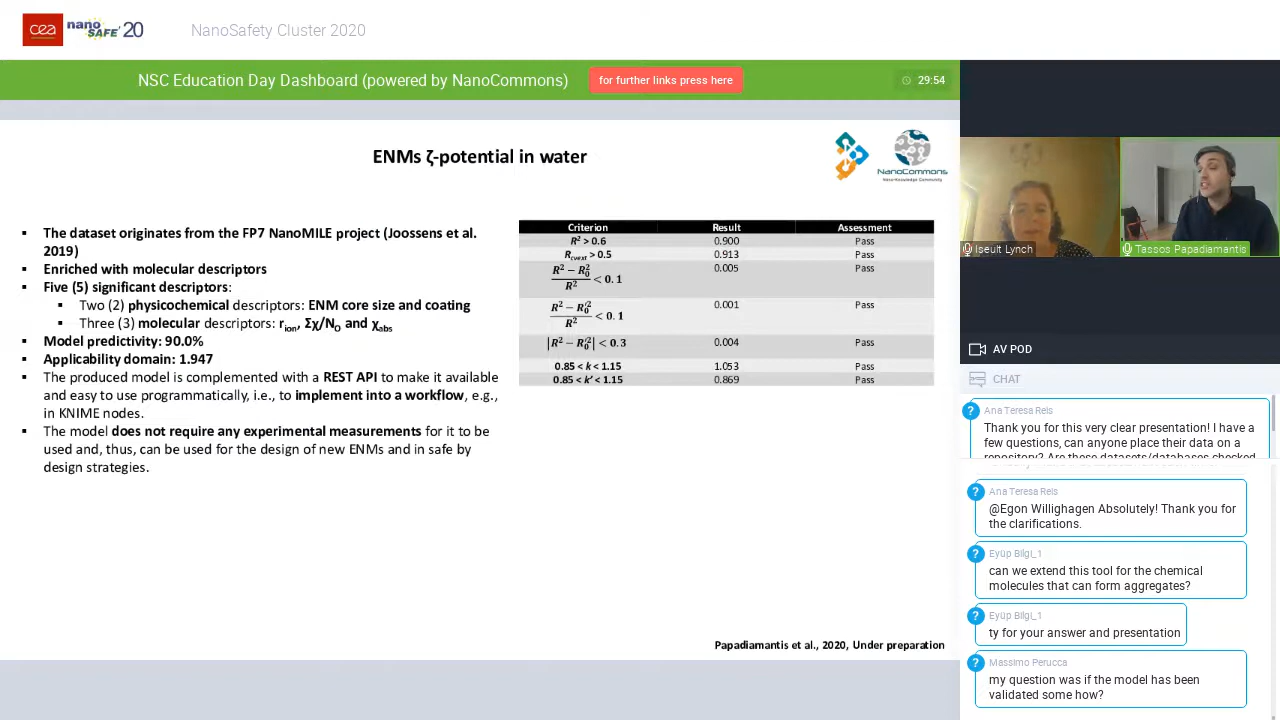 cea nano SAFE'20
NanoSafety Cluster 2020
NSC Education Day Dashboard (powered by NanoCommons)
for further links press here
29:54
ENMs ζ-potential in water
NanoCommons
▪ The dataset originates from the FP7 NanoMILE project (Joossens et al.
2019)
▪ Enriched with molecular descriptors
▪ Five (5) significant descriptors:
▪ Two (2) physicochemical descriptors: ENM core size and coating
▪ Three (3) molecular descriptors: r_ion, Σχ/N_O and χ_abs
▪ Model predictivity: 90.0%
▪ Applicability domain: 1.947
▪ The produced model is complemented with a REST API to make it available
and easy to use programmatically, i.e., to implement into a workflow, e.g.,
in KNIME nodes.
▪ The model does not require any experimental measurements for it to be
used and, thus, can be used for the design of new ENMs and in safe by
design strategies.
Criterion Result Assessment
R² > 0.6 0.900 Pass
R_cvext > 0.5 0.913 Pass
(R² − R₀²)/R² < 0.1 0.005 Pass
(R² − R₀'²)/R² < 0.1 0.001 Pass
|R² − R₀'²| < 0.3 0.004 Pass
0.85 < k < 1.15 1.053 Pass
0.85 < k' < 1.15 0.869 Pass
Papadiamantis et al., 2020, Under preparation
Iseult Lynch
Tassos Papadiamantis
AV POD
CHAT
Ana Teresa Reis
Thank you for this very clear presentation! I have a
few questions, can anyone place their data on a
repository? Are these datasets/databases checked
Ana Teresa Reis
@Egon Willighagen Absolutely! Thank you for
the clarifications.
Eyüp Bilgi_1
can we extend this tool for the chemical
molecules that can form aggregates?
Eyüp Bilgi_1
ty for your answer and presentation
Massimo Perucca
my question was if the model has been
validated some how?